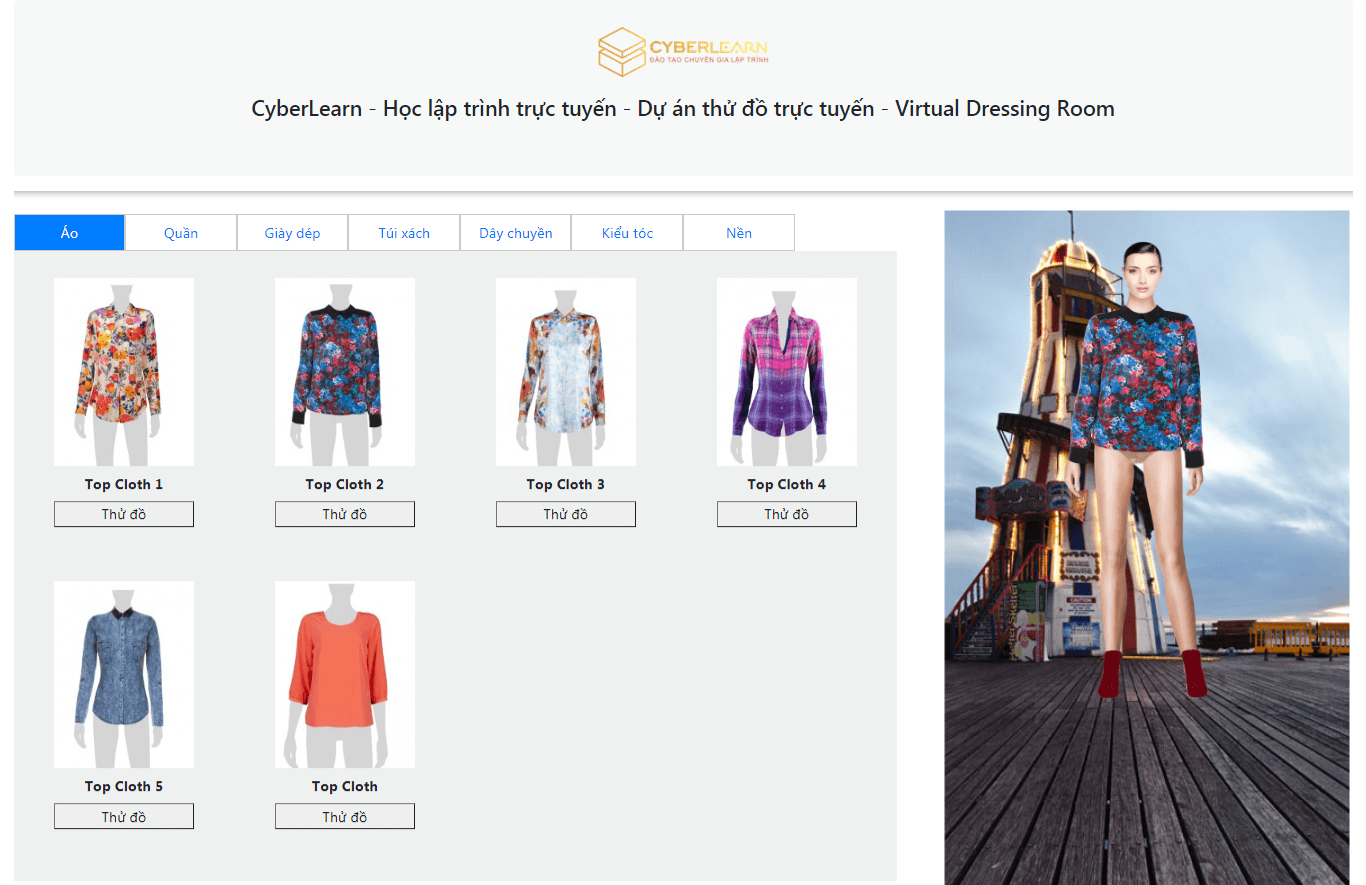 CYBERLEARN
ĐÀO TẠO CHUYÊN GIA LẬP TRÌNH
CyberLearn - Học lập trình trực tuyến - Dự án thử đồ trực tuyến - Virtual Dressing Room
Áo
Quần
Giày dép
Túi xách
Dây chuyền
Kiểu tóc
Nền
Top Cloth 1
Top Cloth 2
Top Cloth 3
Top Cloth 4
Thử đồ
Thử đồ
Thử đồ
Thử đồ
Top Cloth 5
Top Cloth
Thử đồ
Thử đồ
CAUTION